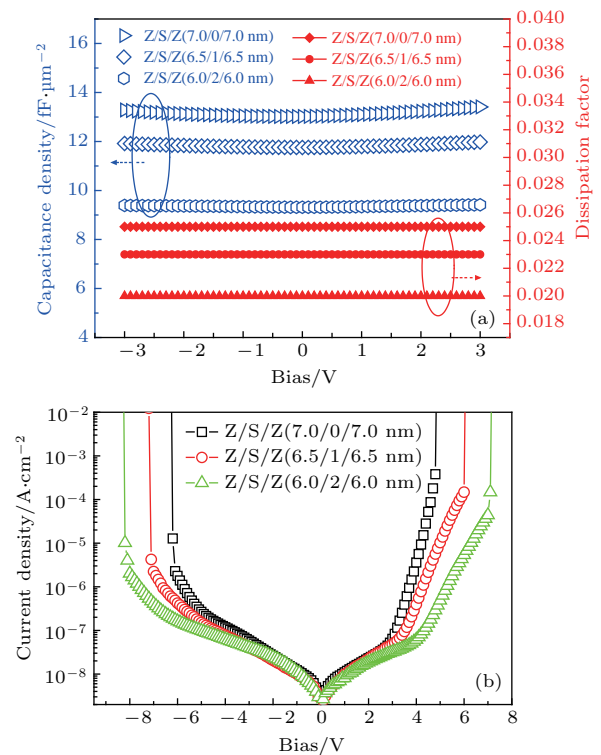 Z/S/Z(7.0/0/7.0 nm)
Z/S/Z(6.5/1/6.5 nm)
Z/S/Z(6.0/2/6.0 nm)
Z/S/Z(7.0/0/7.0 nm)
Z/S/Z(6.5/1/6.5 nm)
Z/S/Z(6.0/2/6.0 nm)
Capacitance density/fF·μm−2
16
14
12
10
8
6
4
0.040
0.038
0.036
0.034
0.032
0.030
0.028
0.026
0.024
0.022
0.020
0.018
Dissipation factor
(a)
−3 −2 −1 0 1 2 3
Bias/V
Current density/A·cm−2
10−2
10−3
10−4
10−5
10−6
10−7
10−8
Z/S/Z(7.0/0/7.0 nm)
Z/S/Z(6.5/1/6.5 nm)
Z/S/Z(6.0/2/6.0 nm)
(b)
−8 −6 −4 −2 0 2 4 6 8
Bias/V